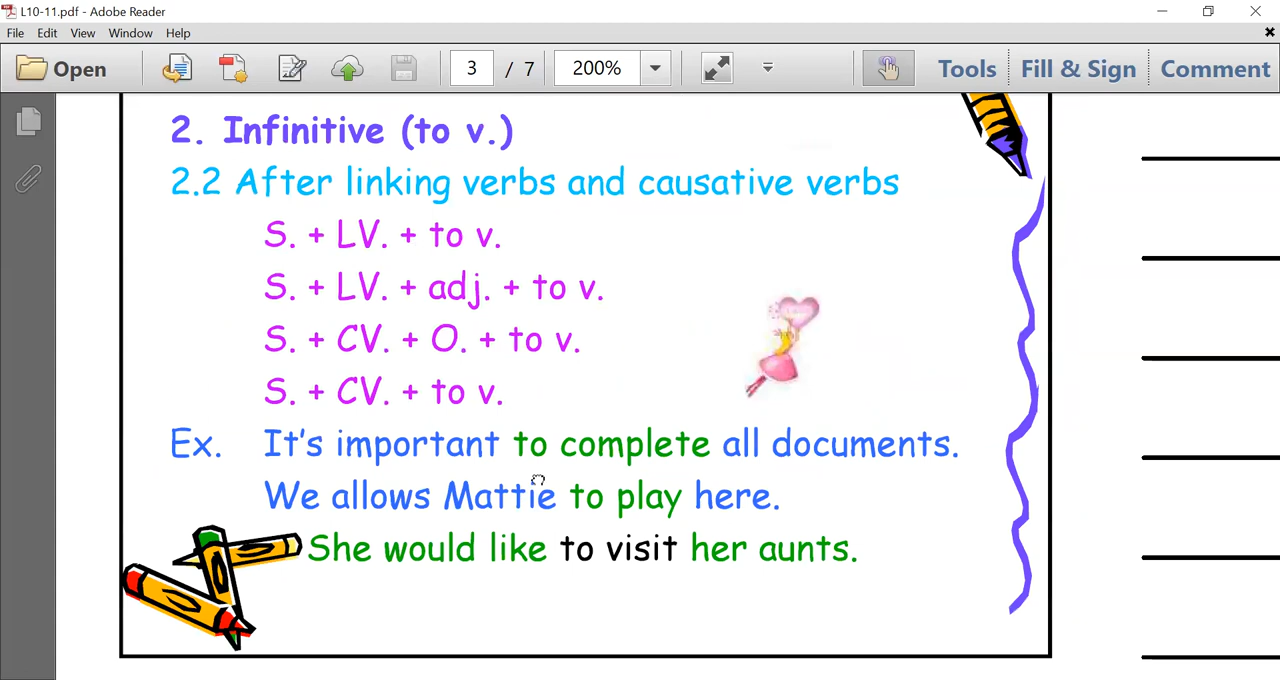 L10-11.pdf - Adobe Reader
File Edit View Window Help
Open 3 / 7 200% Tools Fill & Sign Comment
2. Infinitive (to v.)
2.2 After linking verbs and causative verbs
S. + LV. + to v.
S. + LV. + adj. + to v.
S. + CV. + O. + to v.
S. + CV. + to v.
Ex. It's important to complete all documents.
We allows Mattie to play here.
She would like to visit her aunts.